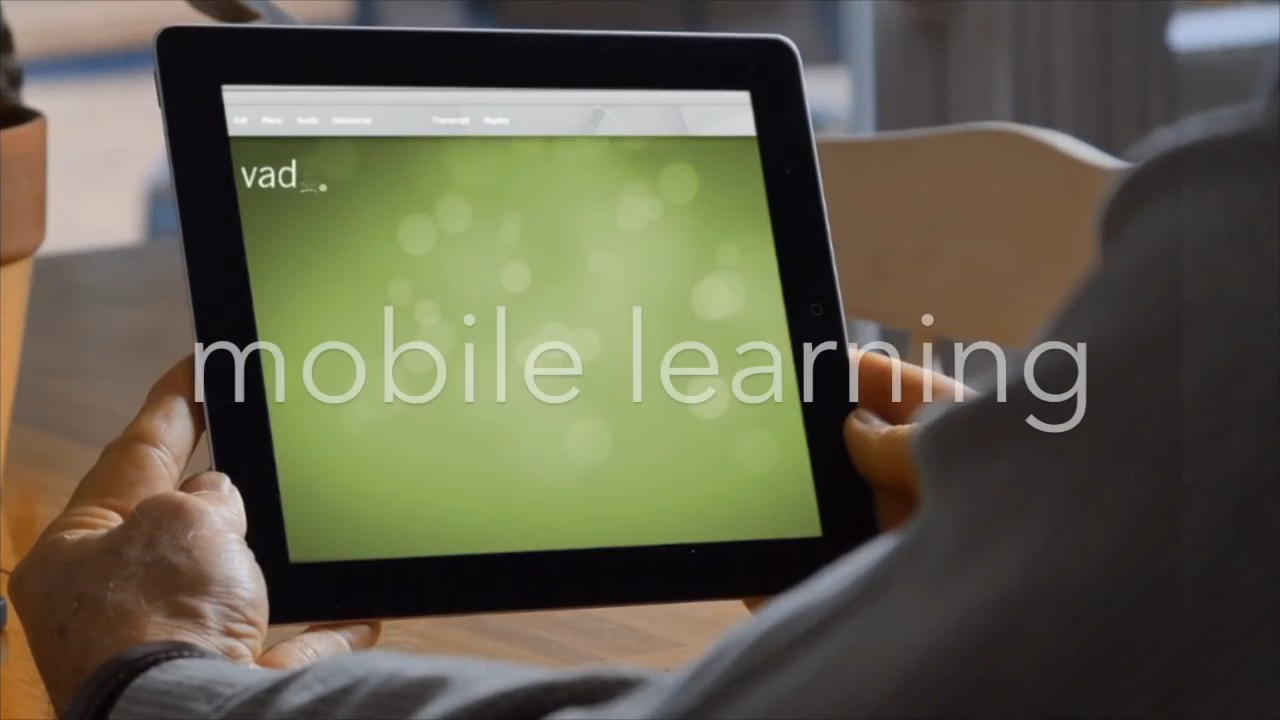 Exit Menu Audio Resources Transcript Replay
vad
mobile learning